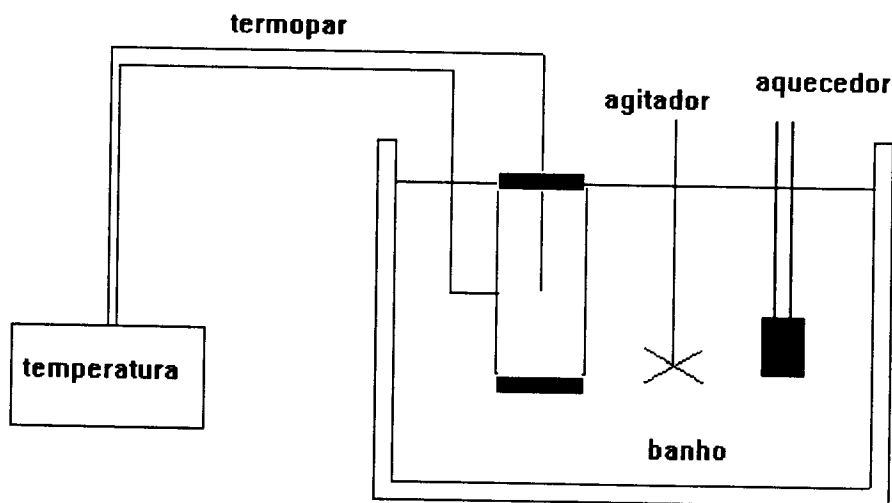 termopar
agitador
aquecedor
temperatura
banho